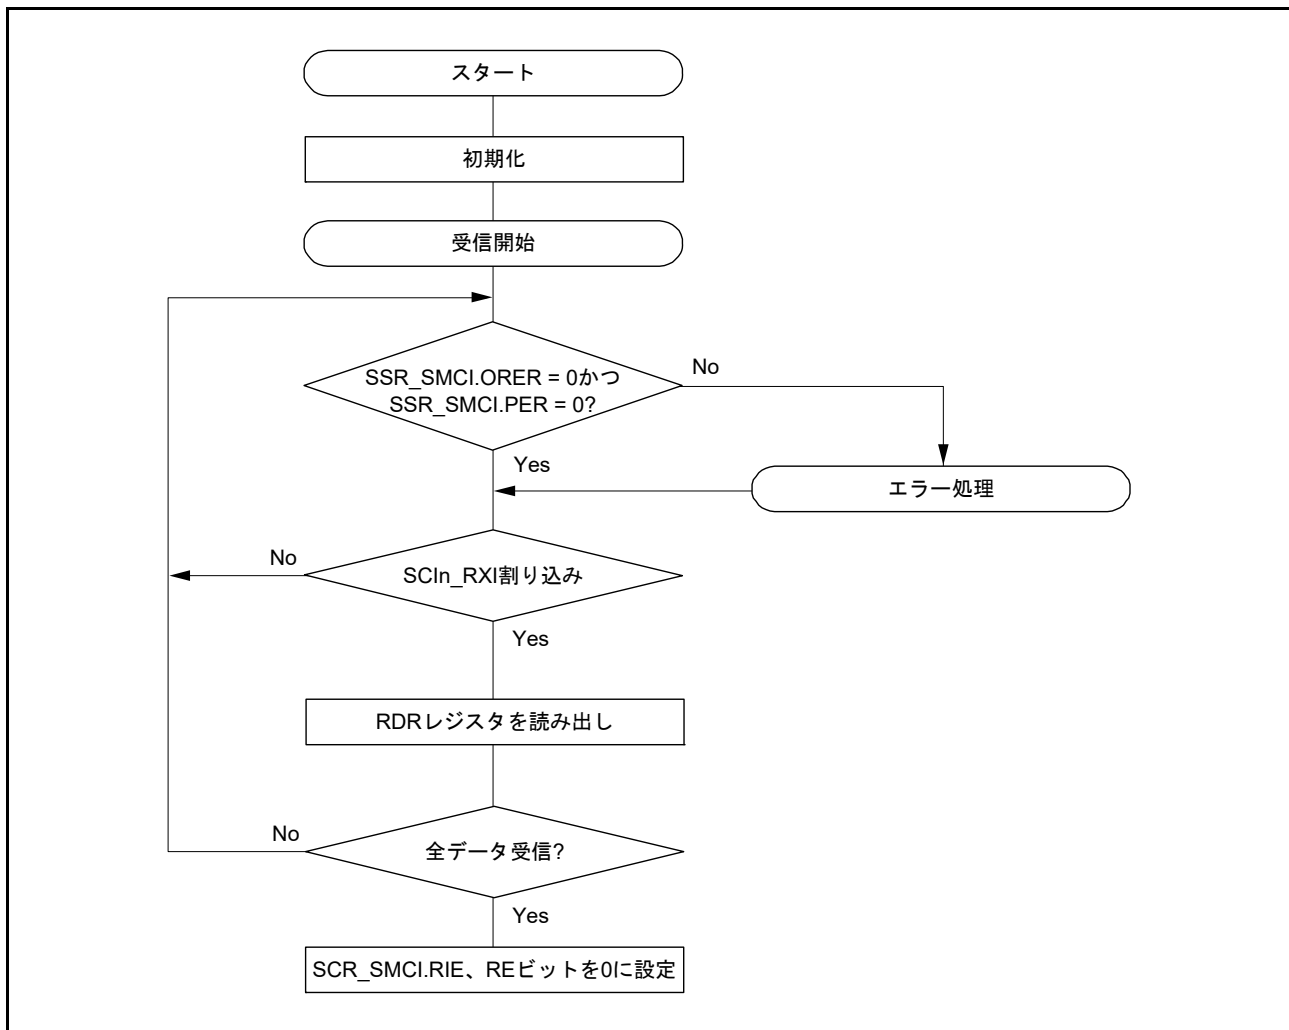 スタート
初期化
受信開始
SSR_SMCI.ORER = 0かつ
SSR_SMCI.PER = 0?
No
Yes
エラー処理
No
SCIn_RXI割り込み
Yes
RDRレジスタを読み出し
No
全データ受信?
Yes
SCR_SMCI.RIE、REビットを0に設定